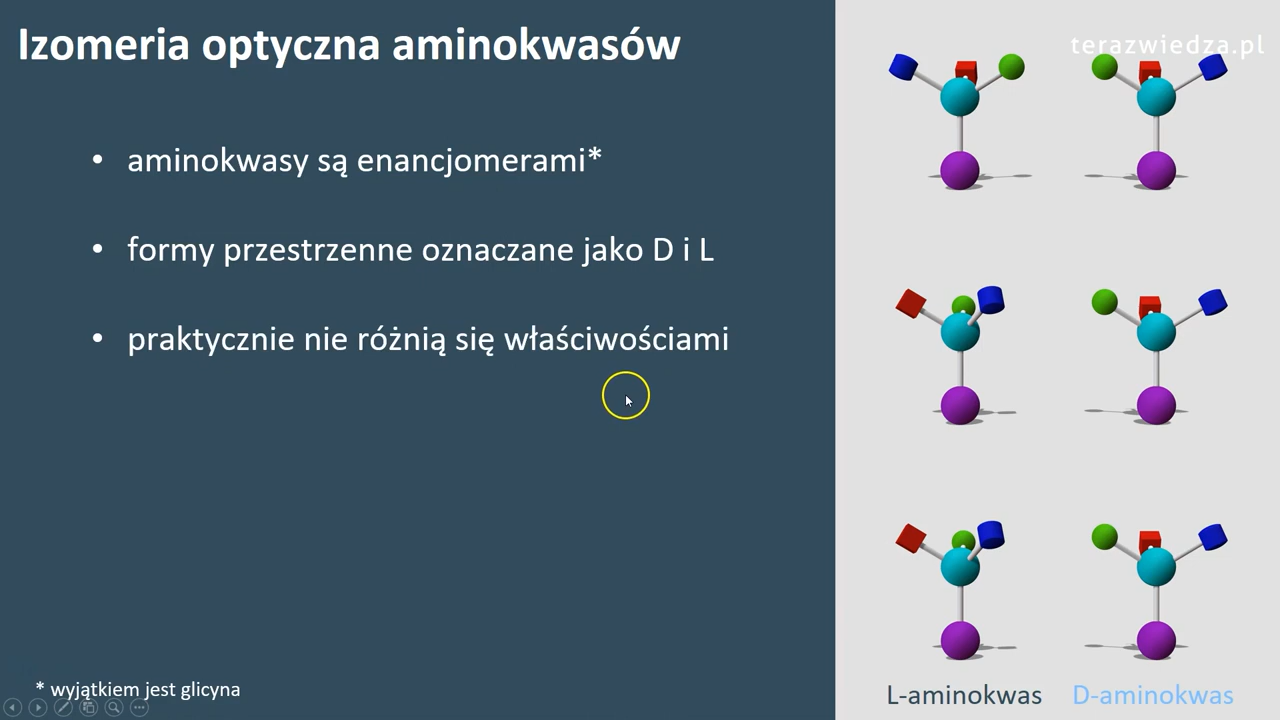 Izomeria optyczna aminokwasów
terazwiedza.pl
• aminokwasy są enancjomerami*
• formy przestrzenne oznaczane jako D i L
• praktycznie nie różnią się właściwościami
* wyjątkiem jest glicyna
L-aminokwas
D-aminokwas